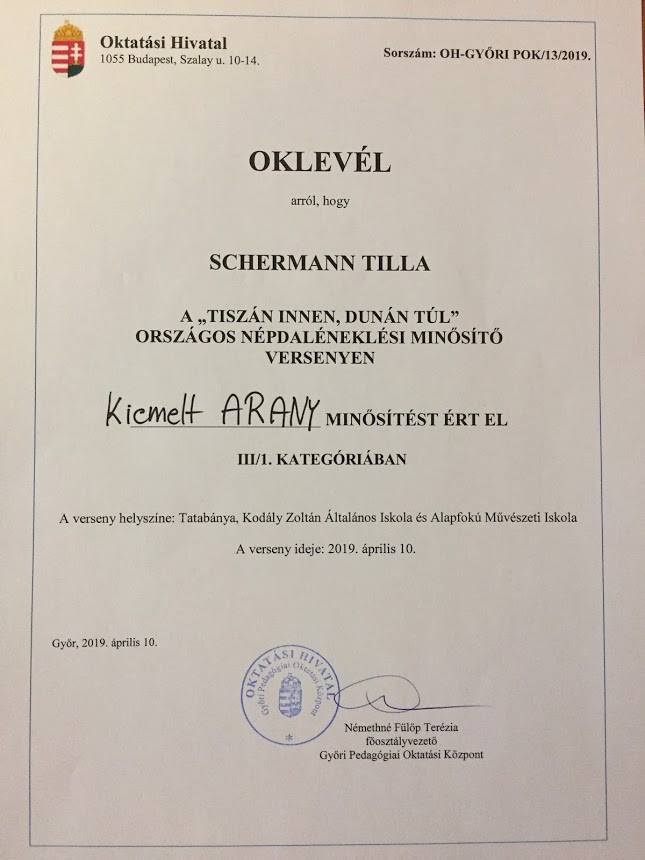 Oktatási Hivatal
1055 Budapest, Szalay u. 10-14.
Sorszám: OH-GYŐRI POK/13/2019.
OKLEVÉL
arról, hogy
SCHERMANN TILLA
A „TISZÁN INNEN, DUNÁN TÚL”
ORSZÁGOS NÉPDALÉNEKLÉSI MINŐSÍTŐ
VERSENYEN
Kiemelt ARANY MINŐSÍTÉST ÉRT EL
III/1. KATEGÓRIÁBAN
A verseny helyszíne: Tatabánya, Kodály Zoltán Általános Iskola és Alapfokú Művészeti Iskola
A verseny ideje: 2019. április 10.
Győr, 2019. április 10.
OKTATÁSI HIVATAL
Győri Pedagógiai Oktatási Központ
*
Némethné Fülöp Terézia
főosztályvezető
Győri Pedagógiai Oktatási Központ